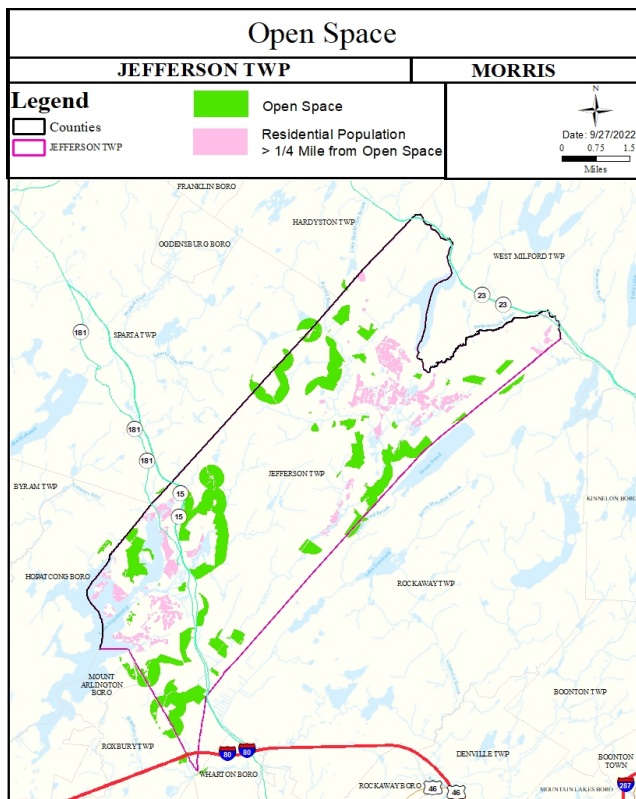 Open Space
JEFFERSON TWP
MORRIS
Legend
Counties
JEFFERSON TWP
Open Space
Residential Population
> 1/4 Mile from Open Space
N
Date: 9/27/2022
0 0.75 1.5
Miles
FRANKLIN BORO
HARDYSTON TWP
OGDENSBURG BORO
WEST MILFORD TWP
23
23
181
SPARTA TWP
181
181
JEFFERSON TWP
BYRAM TWP
15
15
KINNELON BORO
HOPATCONG BORO
ROCKAWAY TWP
MOUNT
ARLINGTON
BORO
BOONTON TWP
ROXBURY TWP
80
80
DENVILLE TWP
BOONTON
TOWN
WHARTON BORO
ROCKAWAY BORO
46
46
287
MOUNTAIN LAKES BORO